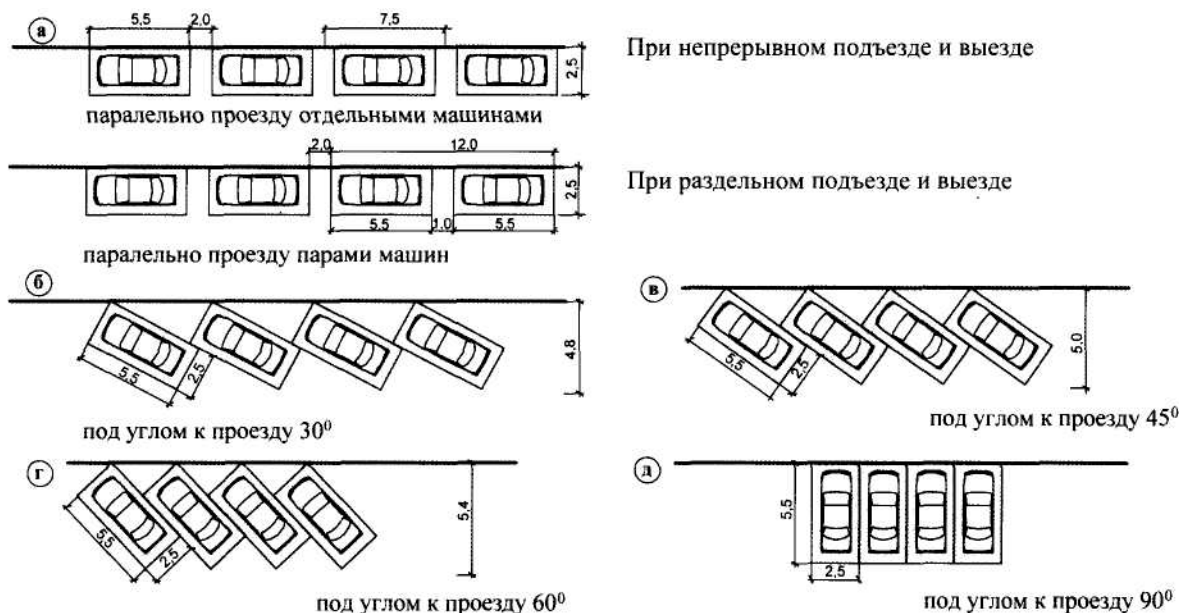 а
5,5 2,0 7,5
2,5
При непрерывном подъезде и выезде
паралельно проезду отдельными машинами
2,0 12,0
2,5
При раздельном подъезде и выезде
5,5 1,0 5,5
паралельно проезду парами машин
б
5,5
2,5
4,8
под углом к проезду 30⁰
в
5,5
2,5
5,0
под углом к проезду 45⁰
г
5,5
2,5
5,4
под углом к проезду 60⁰
д
5,5
2,5
под углом к проезду 90⁰